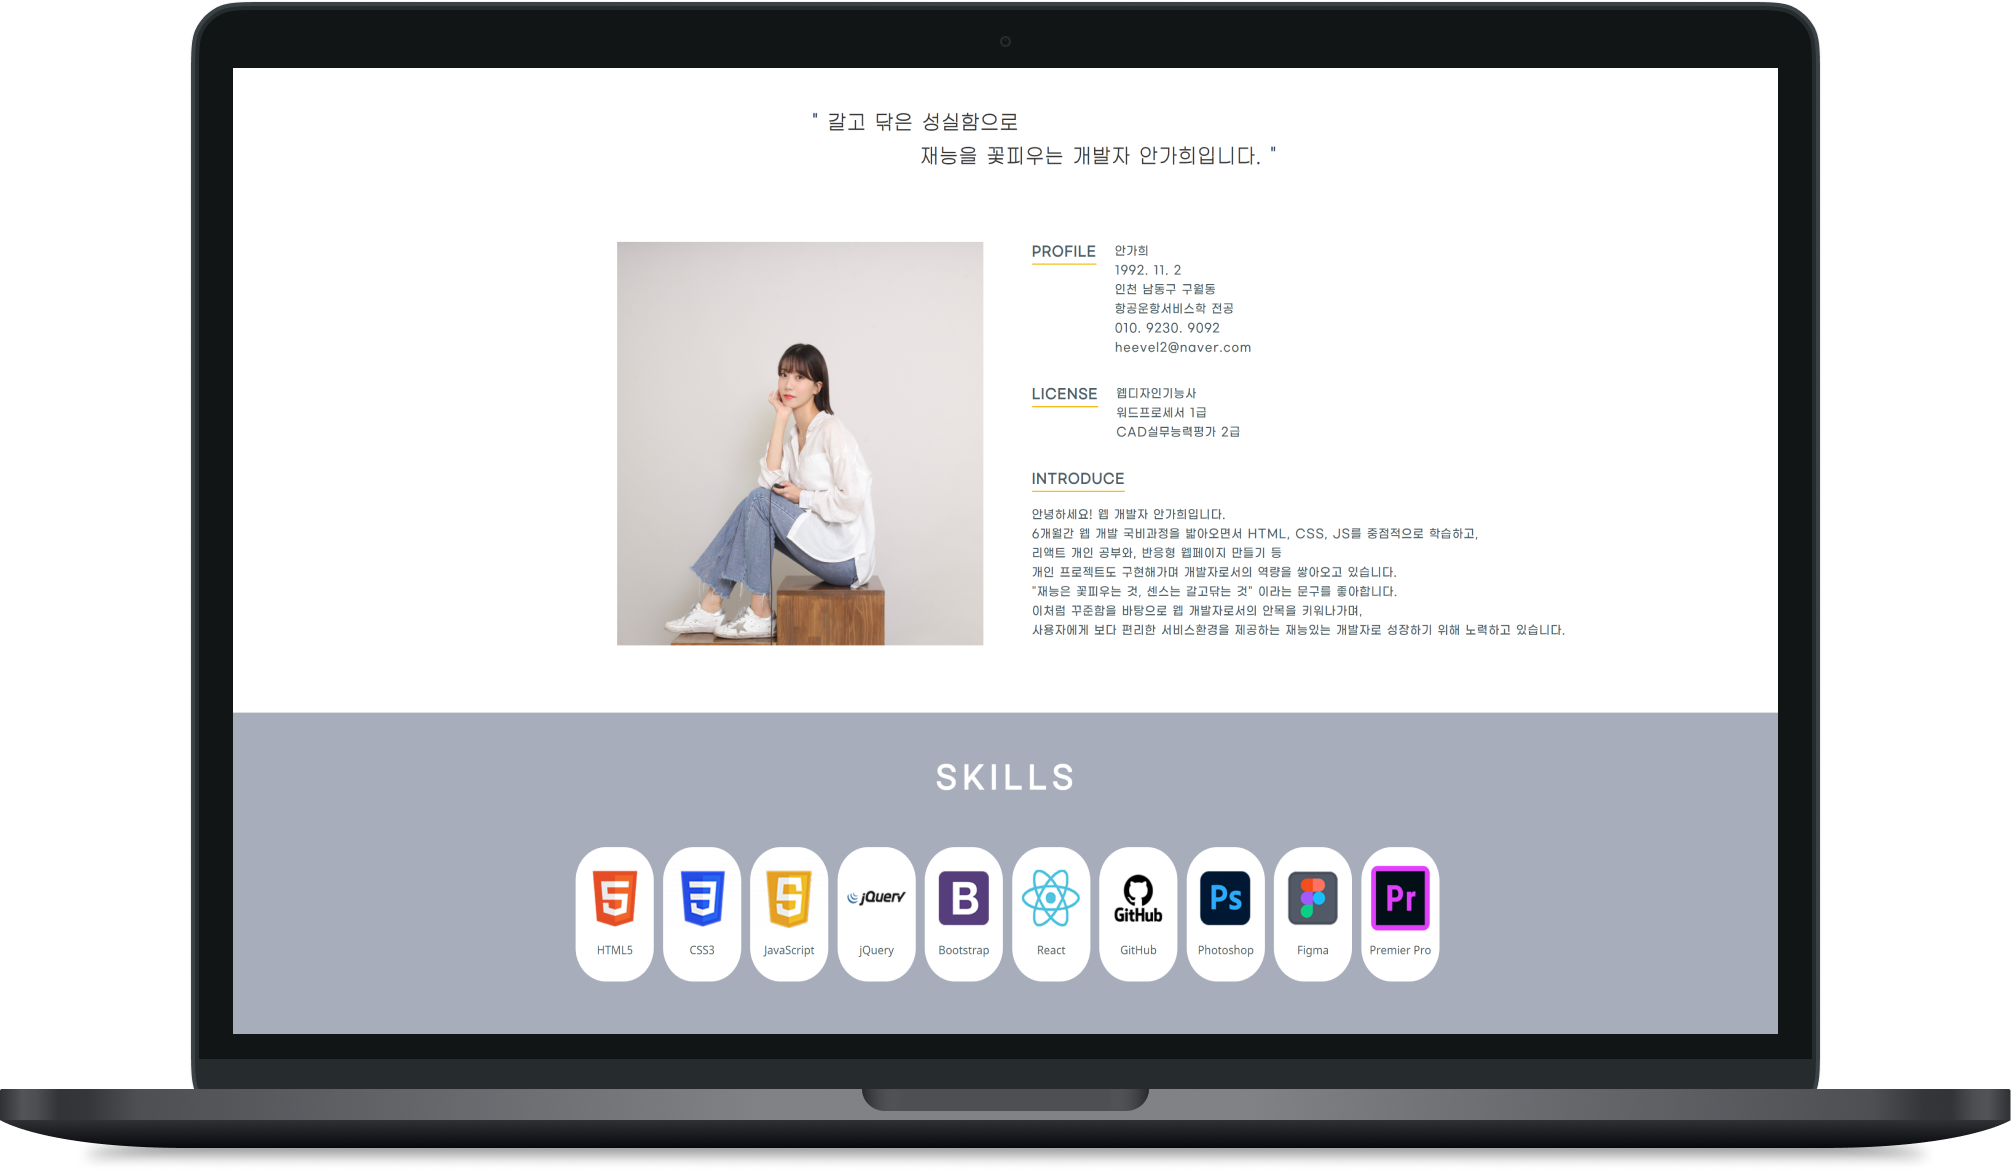 " 갈고 닦은 성실함으로
재능을 꽃피우는 개발자 안가희입니다. "
PROFILE 안가희
1992. 11. 2
인천 남동구 구월동
항공운항서비스학 전공
010. 9230. 9092
heevel2@naver.com
LICENSE 웹디자인기능사
워드프로세서 1급
CAD실무능력평가 2급
INTRODUCE
안녕하세요! 웹 개발자 안가희입니다.
6개월간 웹 개발 국비과정을 밟아오면서 HTML, CSS, JS를 중점적으로 학습하고,
리액트 개인 공부와, 반응형 웹페이지 만들기 등
개인 프로젝트도 구현해가며 개발자로서의 역량을 쌓아오고 있습니다.
"재능은 꽃피우는 것, 센스는 갈고닦는 것" 이라는 문구를 좋아합니다.
이처럼 꾸준함을 바탕으로 웹 개발자로서의 안목을 키워나가며,
사용자에게 보다 편리한 서비스환경을 제공하는 재능있는 개발자로 성장하기 위해 노력하고 있습니다.
SKILLS
jQuery B GitHub Ps Pr
HTML5 CSS3 JavaScript jQuery Bootstrap React GitHub Photoshop Figma Premier Pro